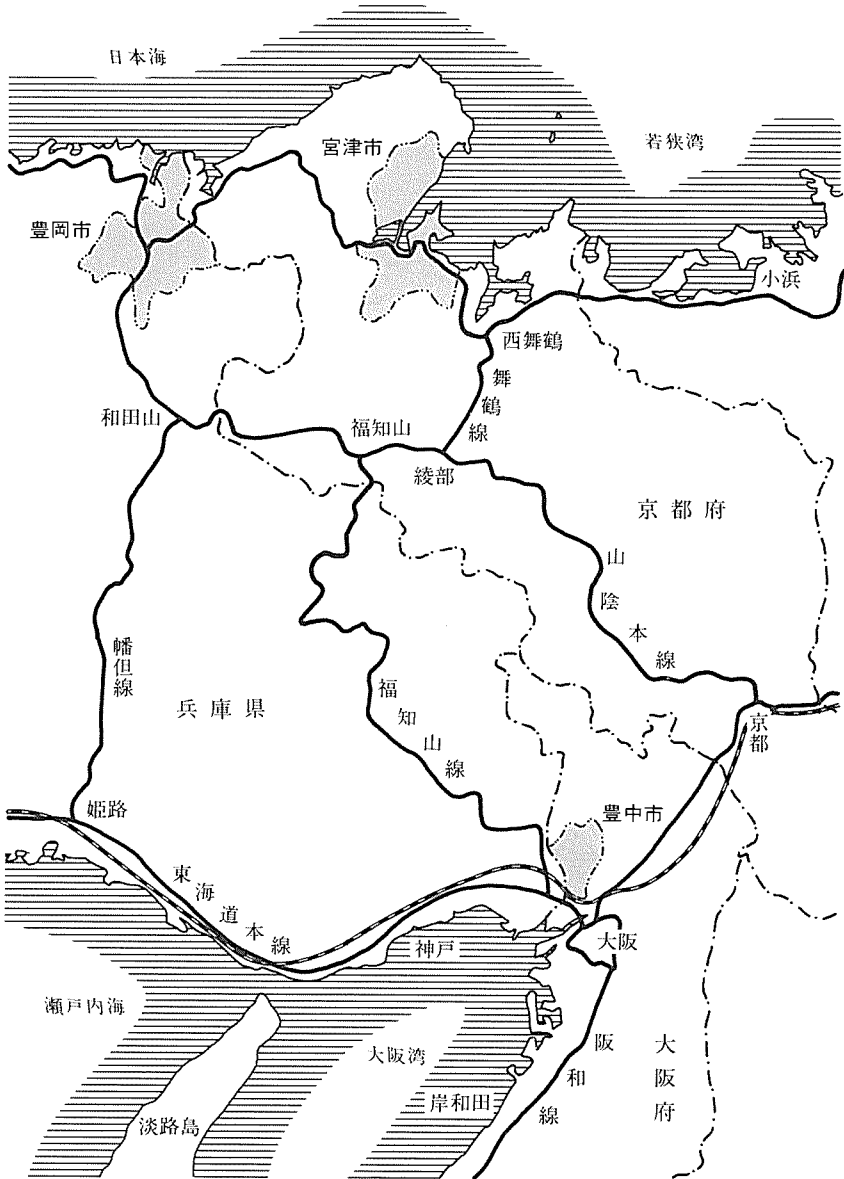 日本海
宮津市
若狭湾
豊岡市
小浜
西舞鶴
舞鶴線
和田山
福知山
綾部
京都府
山陰本線
幡但線
兵庫県
福知山線
京都
姫路
豊中市
東海道本線
神戸
大阪
瀬戸内海
大阪湾
阪和線
大阪府
岸和田
淡路島